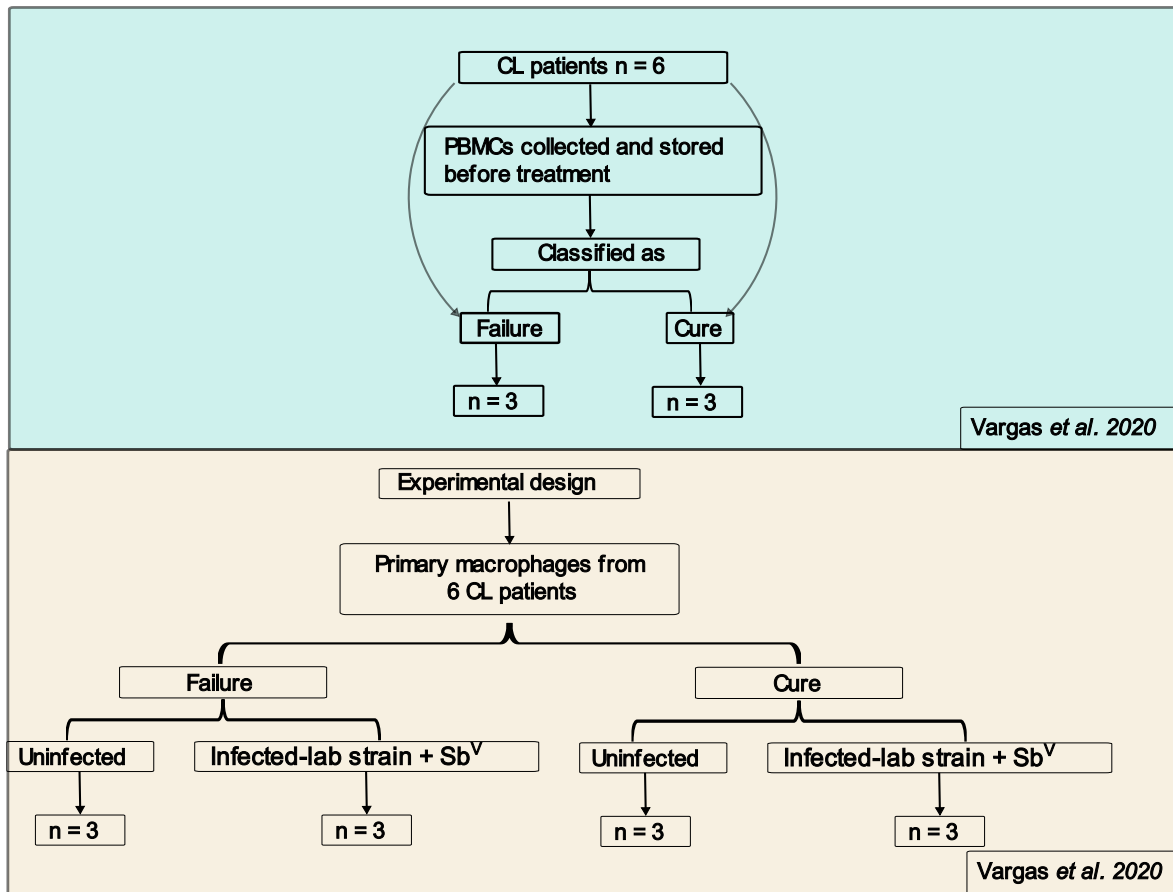 CL patients n = 6
PBMCs collected and stored
before treatment
Classified as
Failure
Cure
n = 3
n = 3
Vargas et al. 2020
Experimental design
Primary macrophages from
6 CL patients
Failure
Cure
Uninfected
Infected-lab strain + Sb^V
Uninfected
Infected-lab strain + Sb^V
n = 3
n = 3
n = 3
n = 3
Vargas et al. 2020